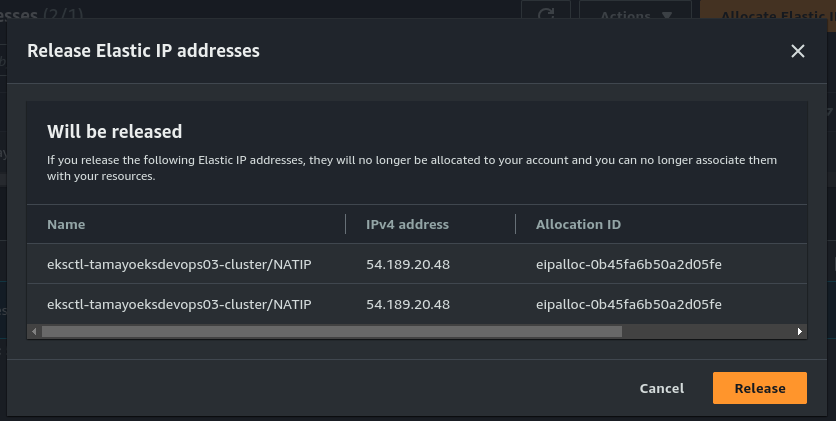 esses (2/1)
Actions
Allocate Elastic I
Release Elastic IP addresses
Will be released
If you release the following Elastic IP addresses, they will no longer be allocated to your account and you can no longer associate them
with your resources.
Name IPv4 address Allocation ID
eksctl-tamayoeksdevops03-cluster/NATIP 54.189.20.48 eipalloc-0b45fa6b50a2d05fe
eksctl-tamayoeksdevops03-cluster/NATIP 54.189.20.48 eipalloc-0b45fa6b50a2d05fe
Cancel Release